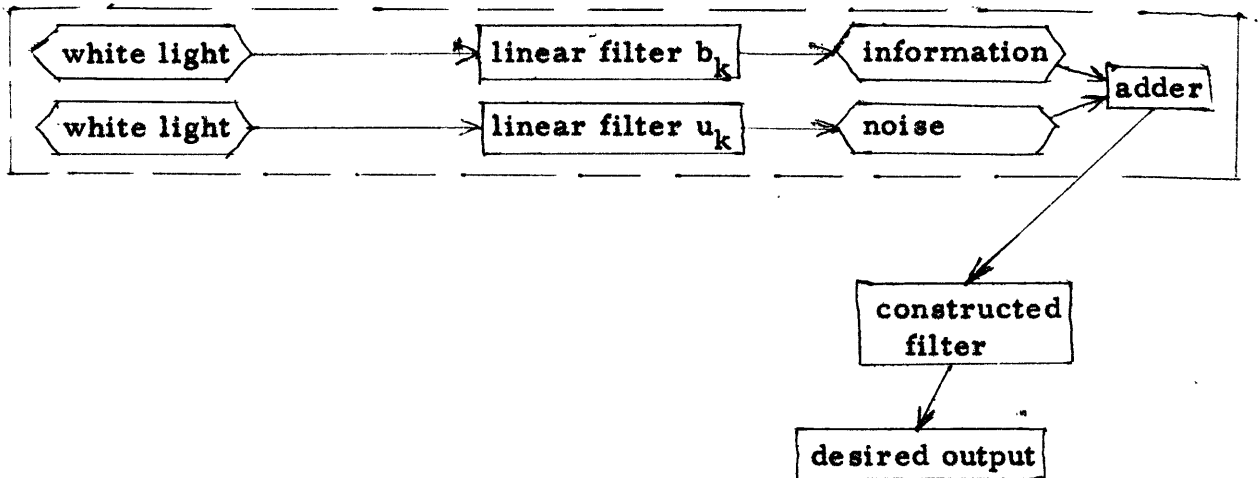 white light
linear filter b_k
information
adder
white light
linear filter u_k
noise
constructed
filter
desired output